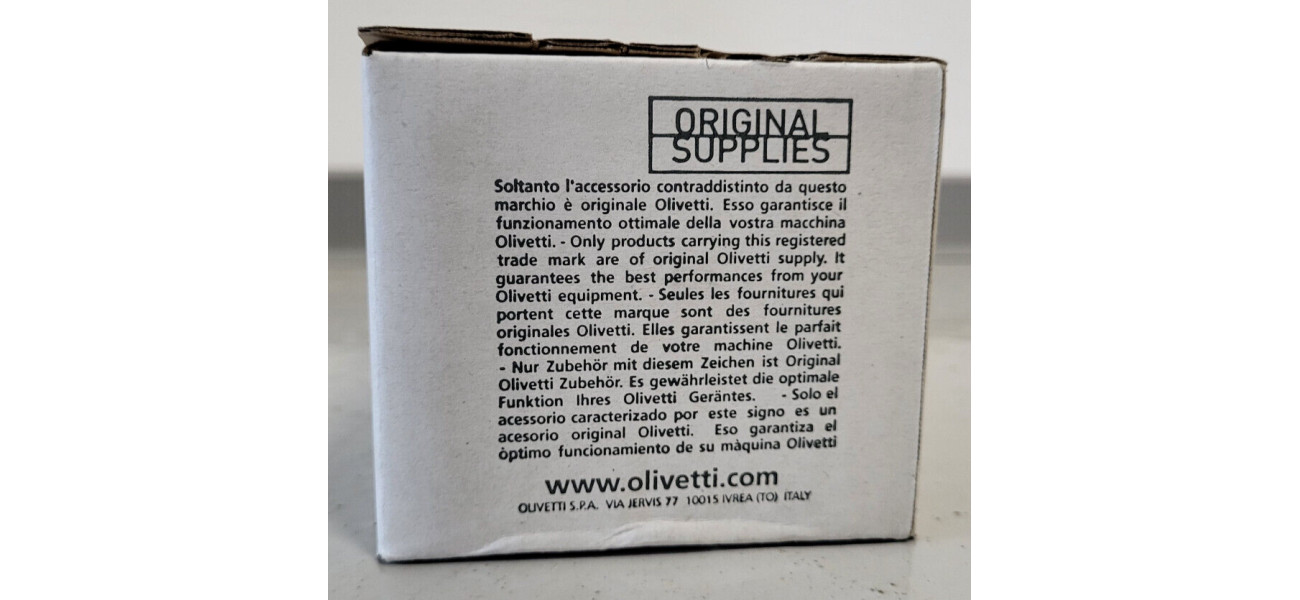 ORIGINAL
SUPPLIES
Soltanto l'accessorio contraddistinto da questo
marchio è originale Olivetti. Esso garantisce il
funzionamento ottimale della vostra macchina
Olivetti. - Only products carrying this registered
trade mark are of original Olivetti supply. It
guarantees the best performances from your
Olivetti equipment. - Seules les fournitures qui
portent cette marque sont des fournitures
originales Olivetti. Elles garantissent le parfait
fonctionnement de votre machine Olivetti.
- Nur Zubehör mit diesem Zeichen ist Original
Olivetti Zubehör. Es gewährleistet die optimale
Funktion Ihres Olivetti Geräntes. - Solo el
acessorio caracterizado por este signo es un
acesorio original Olivetti. Eso garantiza el
òptimo funcionamiento de su màquina Olivetti
www.olivetti.com
OLIVETTI S.P.A. VIA JERVIS 77 10015 IVREA (TO) ITALY